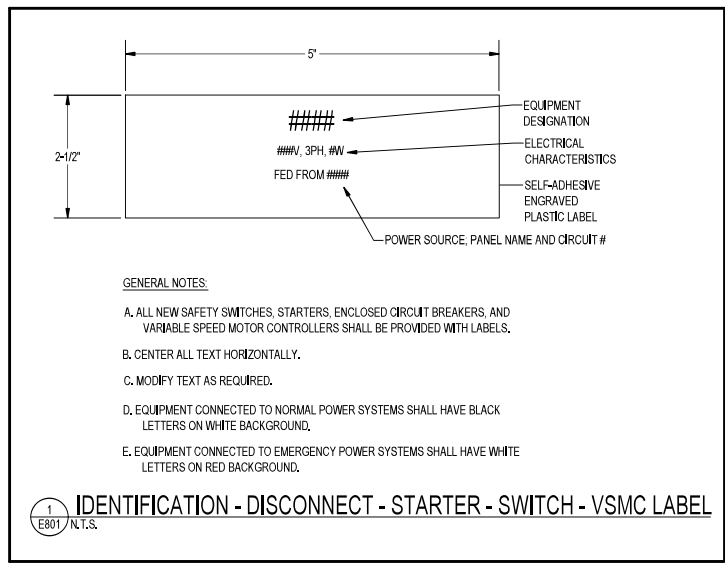 5"
2-1/2"
######
###V, 3PH, #W
FED FROM ####
EQUIPMENT
DESIGNATION
ELECTRICAL
CHARACTERISTICS
SELF-ADHESIVE
ENGRAVED
PLASTIC LABEL
POWER SOURCE; PANEL NAME AND CIRCUIT #
GENERAL NOTES:
A. ALL NEW SAFETY SWITCHES, STARTERS, ENCLOSED CIRCUIT BREAKERS, AND
VARIABLE SPEED MOTOR CONTROLLERS SHALL BE PROVIDED WITH LABELS.
B. CENTER ALL TEXT HORIZONTALLY.
C. MODIFY TEXT AS REQUIRED.
D. EQUIPMENT CONNECTED TO NORMAL POWER SYSTEMS SHALL HAVE BLACK
LETTERS ON WHITE BACKGROUND.
E. EQUIPMENT CONNECTED TO EMERGENCY POWER SYSTEMS SHALL HAVE WHITE
LETTERS ON RED BACKGROUND.
1
E801
IDENTIFICATION - DISCONNECT - STARTER - SWITCH - VSMC LABEL
N.T.S.